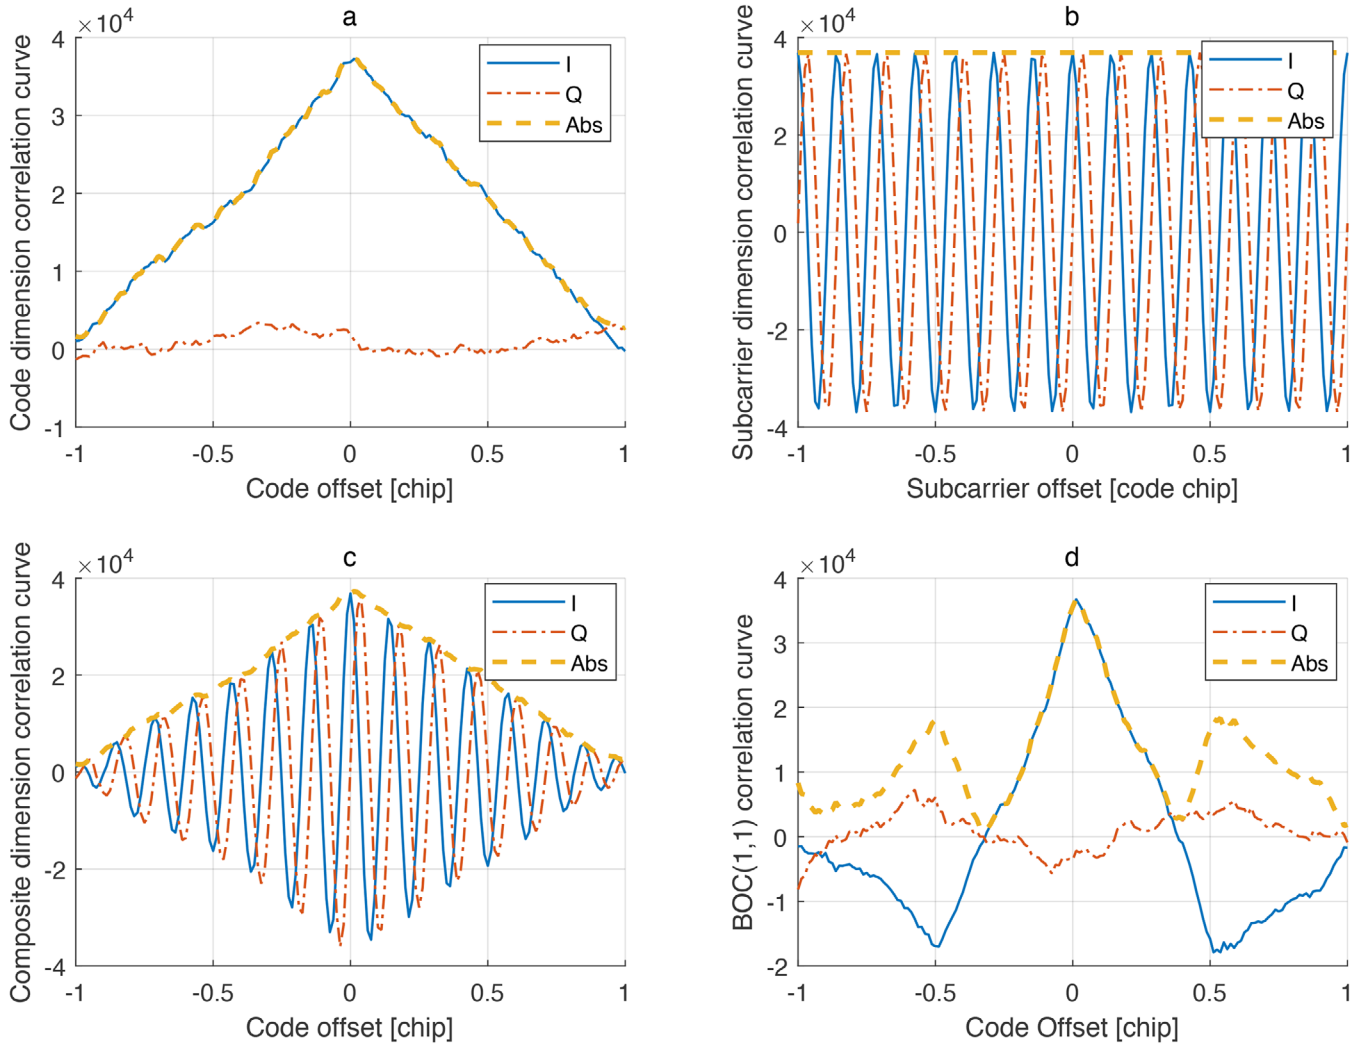 a
×10⁴
Code dimension correlation curve
4
3
2
1
0
-1
-1
-0.5
0
0.5
1
Code offset [chip]
I
Q
Abs
b
×10⁴
Subcarrier dimension correlation curve
4
2
0
-2
-4
-1
-0.5
0
0.5
1
Subcarrier offset [code chip]
I
Q
Abs
c
×10⁴
Composite dimension correlation curve
4
2
0
-2
-4
-1
-0.5
0
0.5
1
Code offset [chip]
I
Q
Abs
d
×10⁴
BOC(1,1) correlation curve
4
3
2
1
0
-1
-2
-1
-0.5
0
0.5
1
Code Offset [chip]
I
Q
Abs